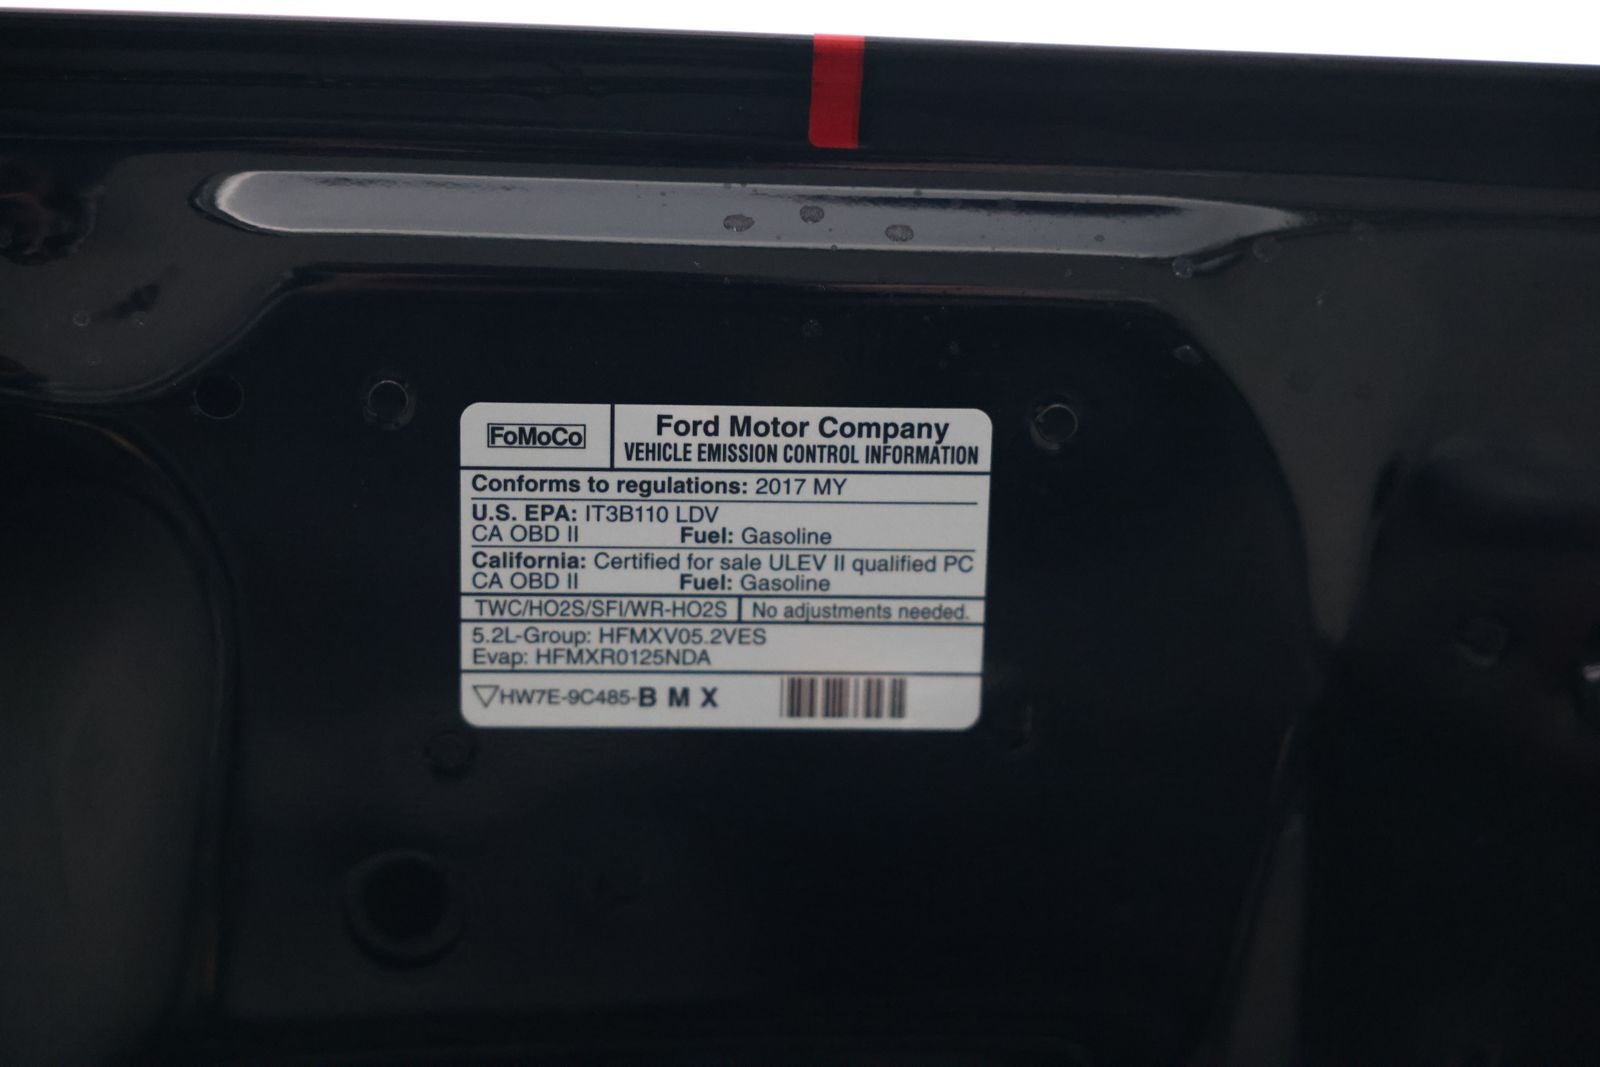 FoMoCo
Ford Motor Company
VEHICLE EMISSION CONTROL INFORMATION
Conforms to regulations: 2017 MY
U.S. EPA: IT3B110 LDV
CA OBD II Fuel: Gasoline
California: Certified for sale ULEV II qualified PC
CA OBD II Fuel: Gasoline
TWC/HO2S/SFI/WR-HO2S No adjustments needed.
5.2L-Group: HFMXV05.2VES
Evap: HFMXR0125NDA
HW7E-9C485-B M X